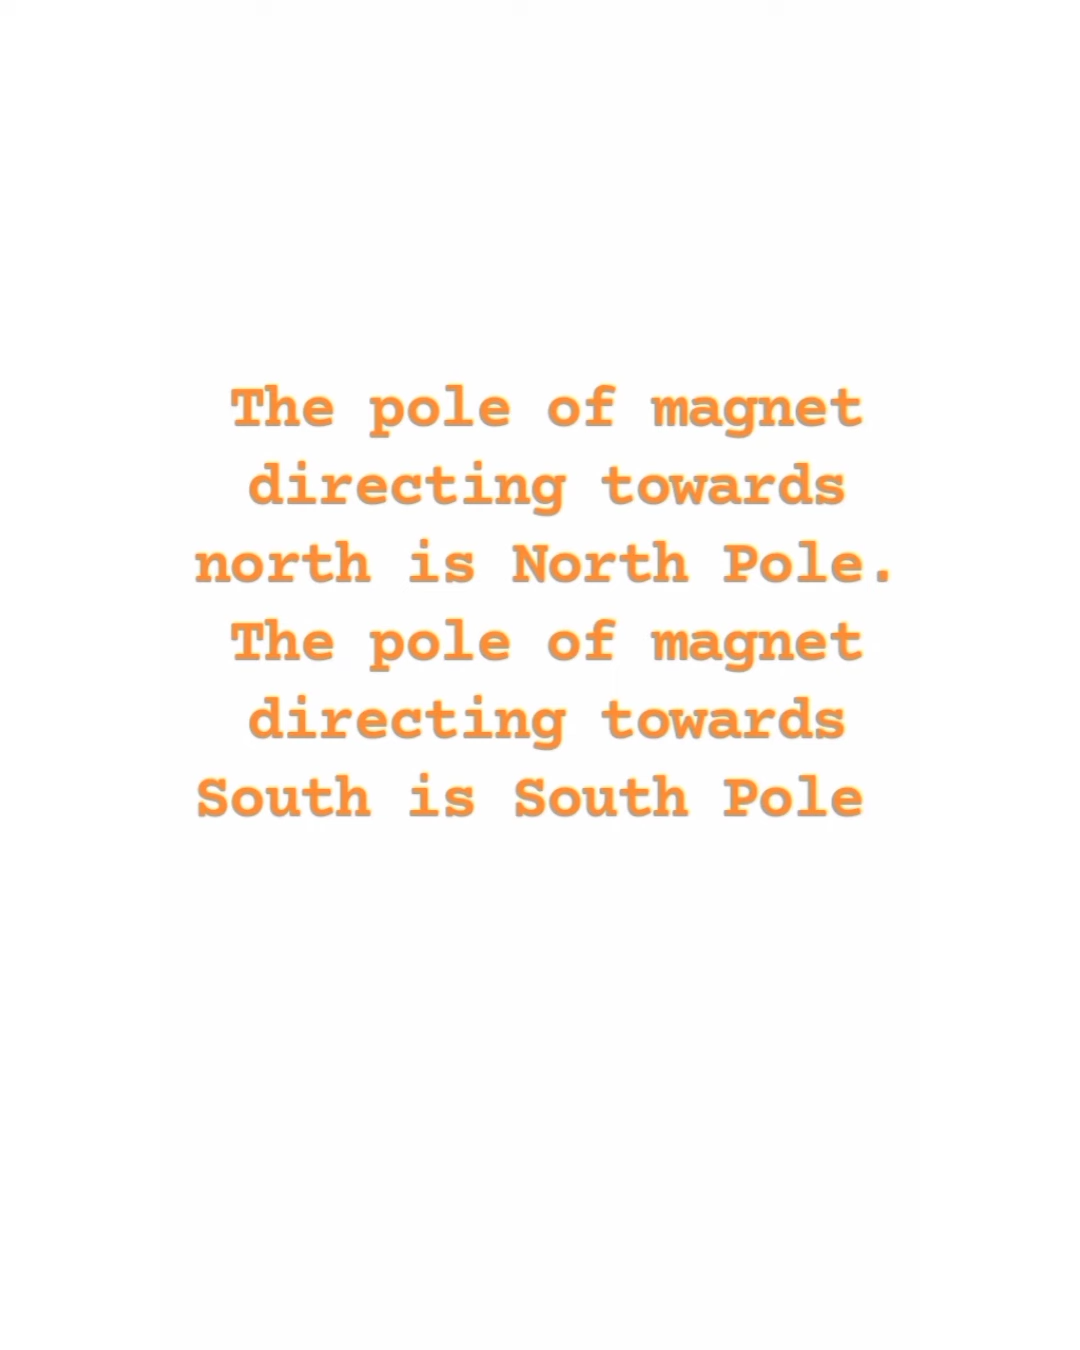 The pole of magnet
directing towards
north is North Pole.
The pole of magnet
directing towards
South is South Pole